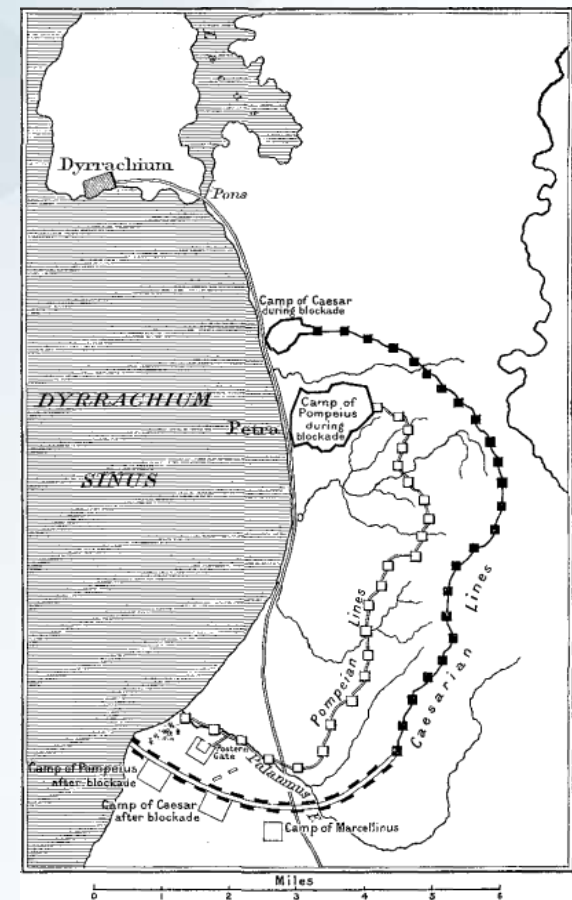 Dyrrachium
Pons
Camp of Caesar
during blockade
DYRRACHIUM
SINUS
Petra
Camp of
Pompeius
during
blockade
Pompeian Lines
Caesarian Lines
Postern
Gate
Camp of Pompeius
after blockade
Camp of Caesar
after blockade
Camp of Marcellinus
Miles
0 1 2 3 4 5 6